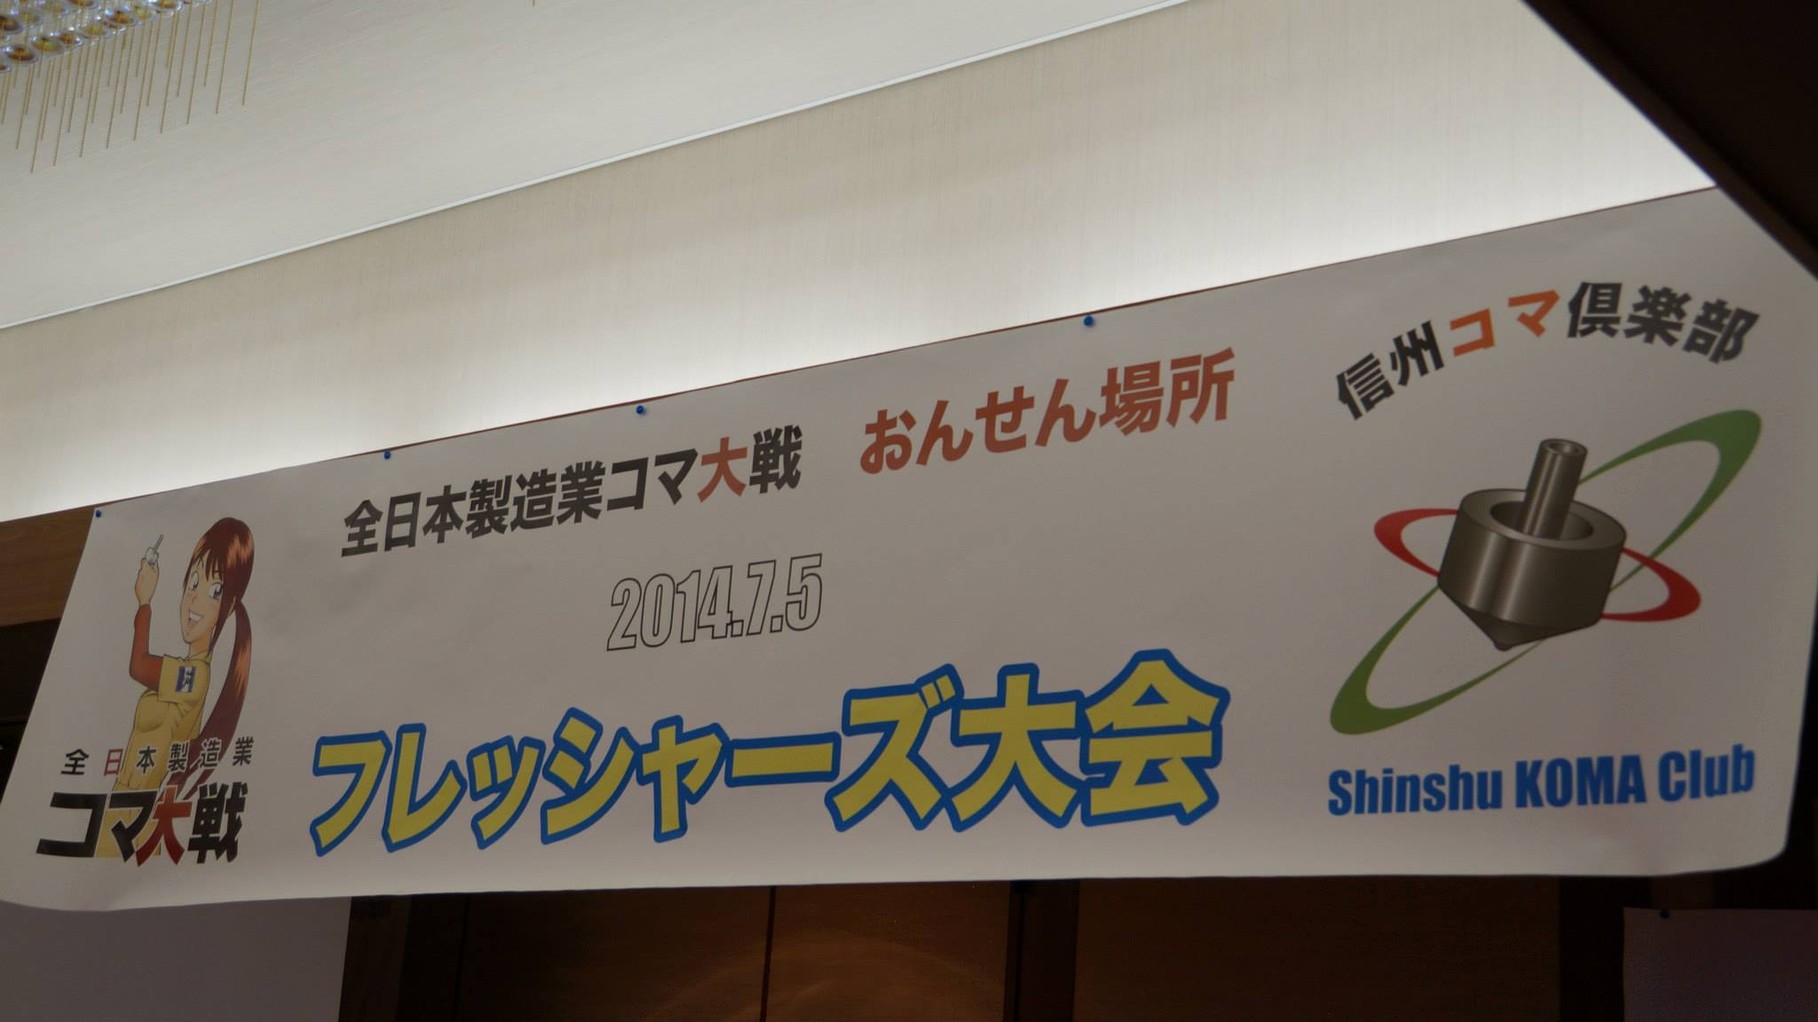 全日本製造業コマ大戦 おんせん場所
2014.7.5
フレッシャーズ大会
全日本製造業
コマ大戦
信州コマ倶楽部
Shinshu KOMA Club